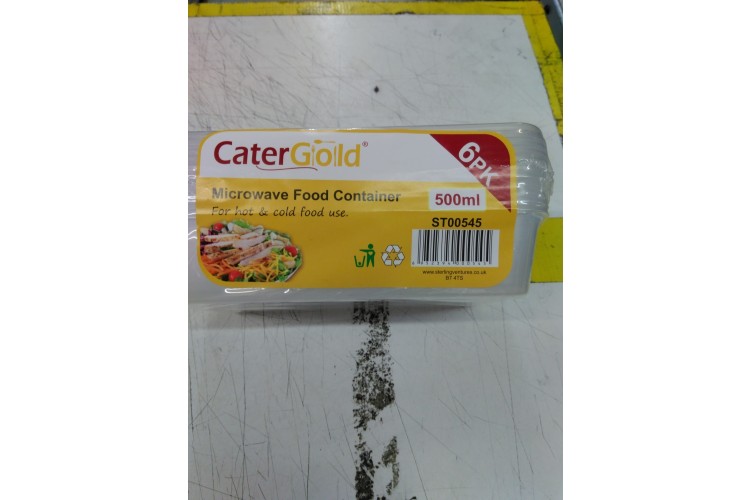 CaterGold®
6PK
Microwave Food Container
500ml
For hot & cold food use.
ST00545
www.sterlingventures.co.uk